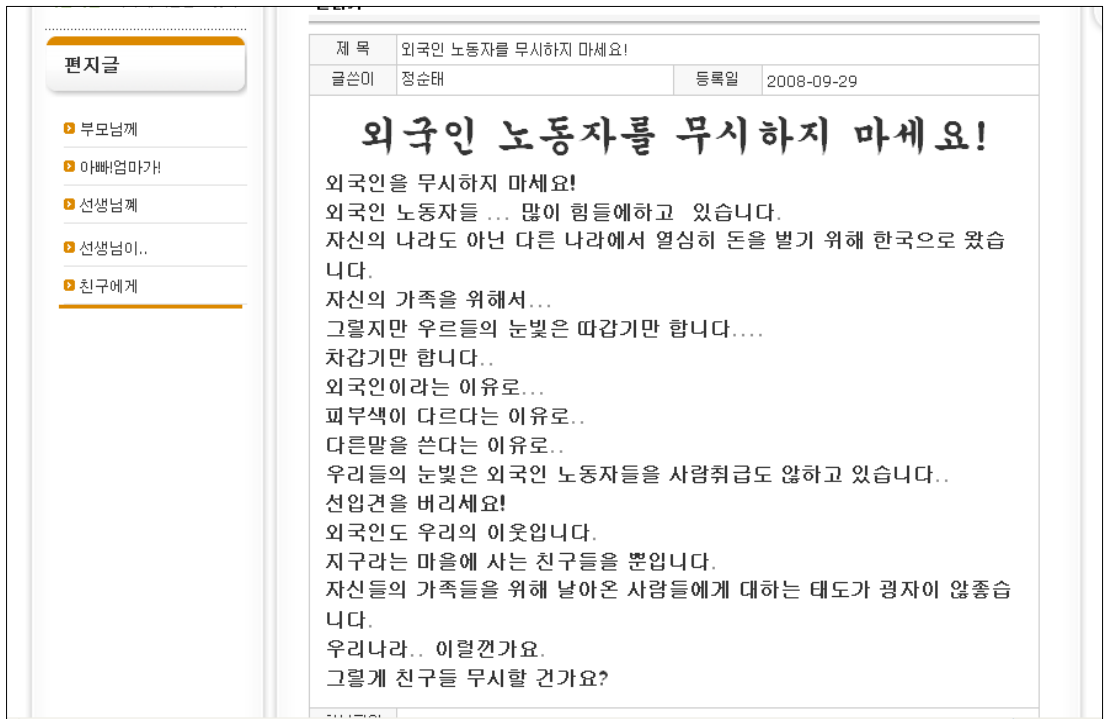 편지글
부모님께
아빠!엄마가!
선생님꼐
선생님이..
친구에게
제 목 외국인 노동자를 무시하지 마세요!
글쓴이 정순태 등록일 2008-09-29
외국인 노동자를 무시하지 마세요!
외국인을 무시하지 마세요!
외국인 노동자들 ... 많이 힘들에하고 있습니다.
자신의 나라도 아닌 다른 나라에서 열심히 돈을 벌기 위해 한국으로 왔습
니다.
자신의 가족을 위해서...
그렇지만 우르들의 눈빛은 따갑기만 합니다....
차갑기만 합니다..
외국인이라는 이유로...
피부색이 다르다는 이유로..
다른말을 쓴다는 이유로..
우리들의 눈빛은 외국인 노동자들을 사람취급도 않하고 있습니다..
선입견을 버리세요!
외국인도 우리의 이웃입니다.
지구라는 마을에 사는 친구들을 뿐입니다.
자신들의 가족들을 위해 날아온 사람들에게 대하는 태도가 굉자이 않좋습
니다.
우리나라.. 이럴껀가요.
그렇게 친구들 무시할 건가요?